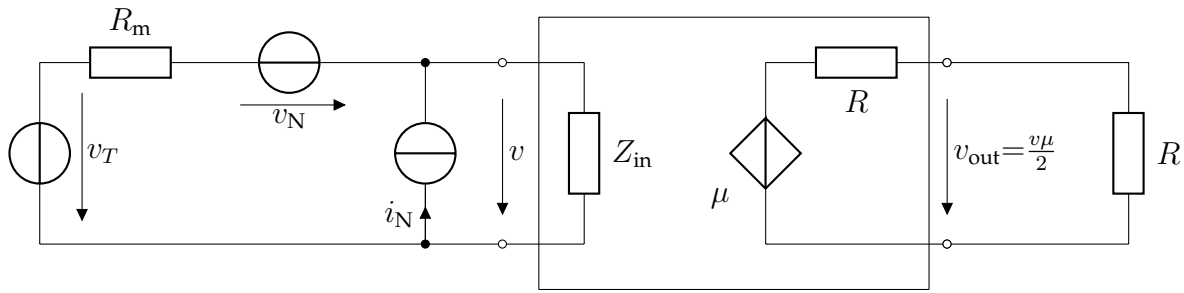 R_m
v_N
v_T
i_N
v
Z_in
R
μ
v_out=vμ/2
R